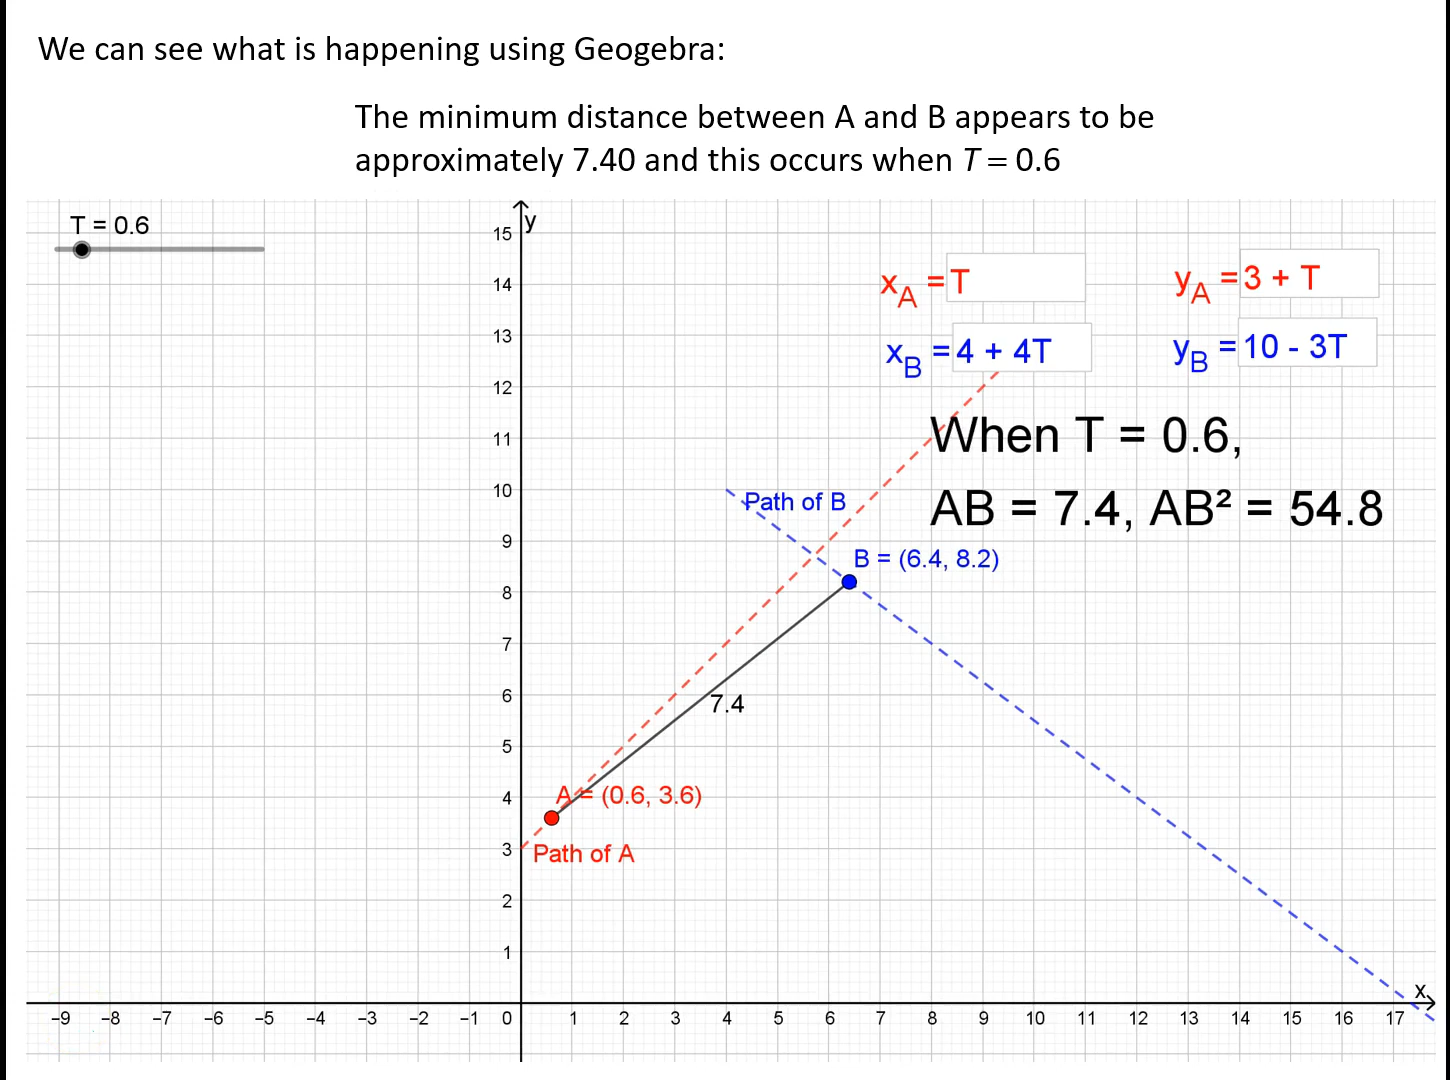 We can see what is happening using Geogebra:
The minimum distance between A and B appears to be
approximately 7.40 and this occurs when T = 0.6
T = 0.6
y
15
14
13
12
11
10
9
8
7
6
5
4
3
2
1
x_A = T
y_A = 3 + T
x_B = 4 + 4T
y_B = 10 - 3T
When T = 0.6,
AB = 7.4, AB² = 54.8
Path of B
B = (6.4, 8.2)
7.4
A = (0.6, 3.6)
Path of A
x
−9 −8 −7 −6 −5 −4 −3 −2 −1 0 1 2 3 4 5 6 7 8 9 10 11 12 13 14 15 16 17